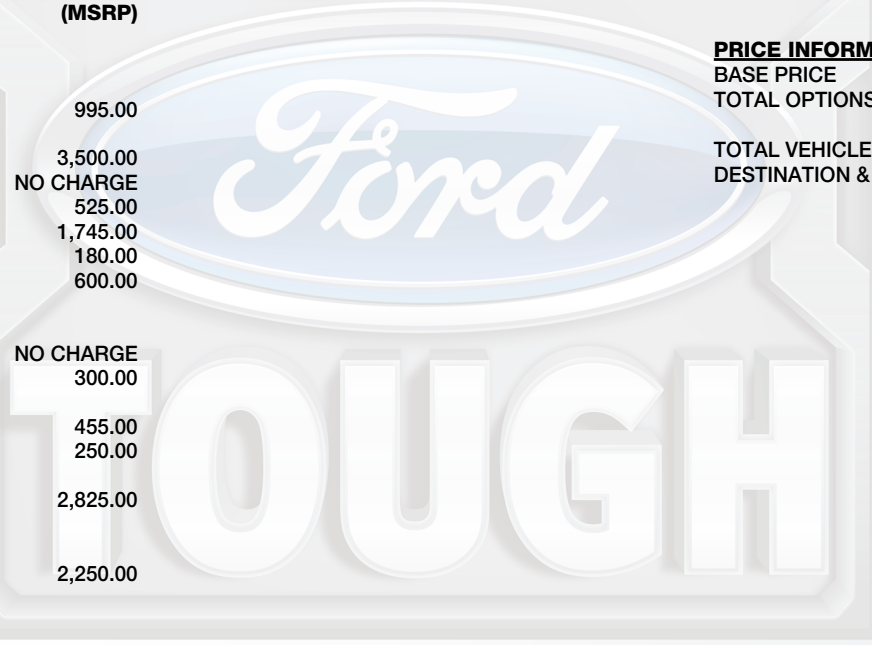 (MSRP)
995.00
3,500.00
NO CHARGE
525.00
1,745.00
180.00
600.00
NO CHARGE
300.00
455.00
250.00
2,825.00
2,250.00
PRICE INFORM
BASE PRICE
TOTAL OPTIONS
TOTAL VEHICLE
DESTINATION &
Ford
TOUGH